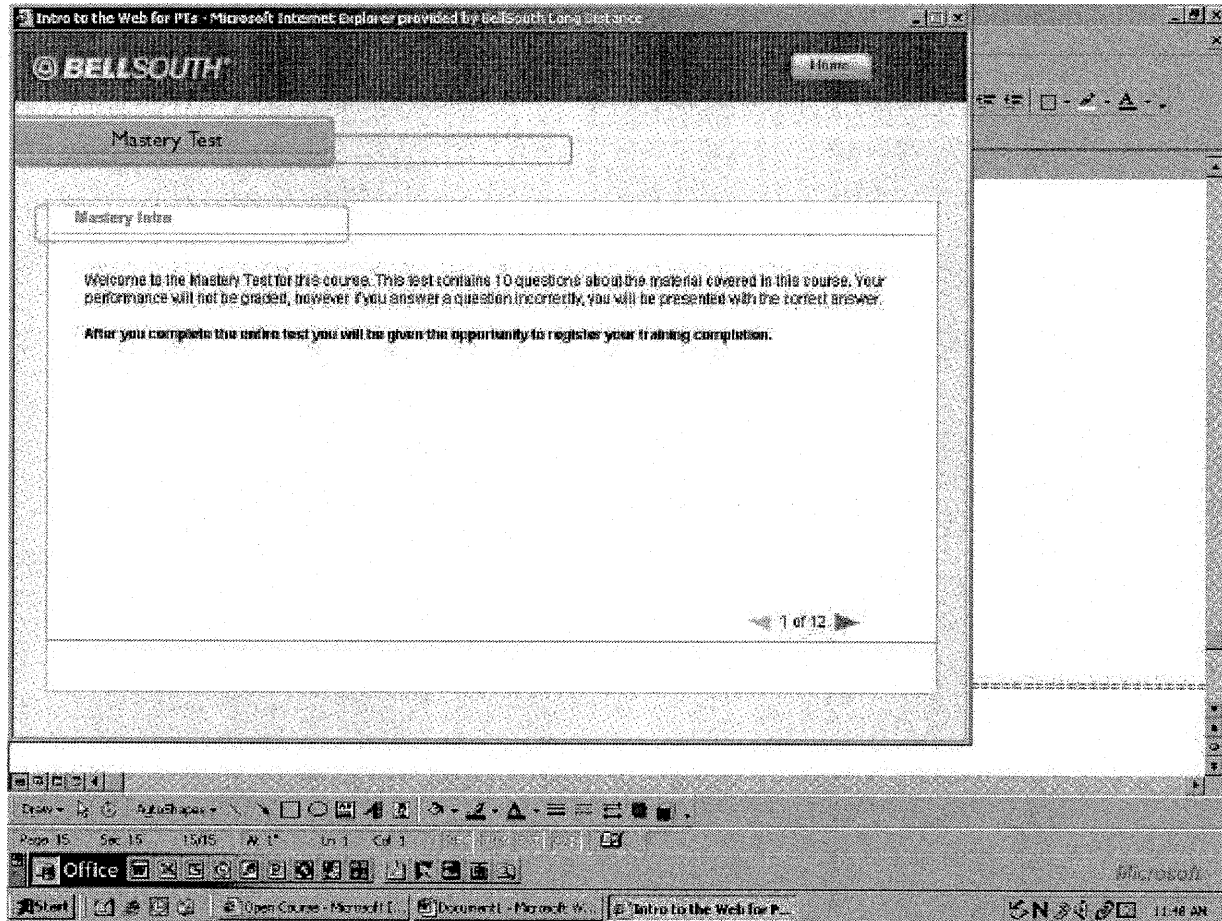 Intro to the Web for PTs - Microsoft Internet Explorer provided by BellSouth Long Distance
@ BELLSOUTH®
Home
Mastery Test
Mastery Intro
Welcome to the Mastery Test for this course. This test contains 10 questions about the material covered in this course. Your
performance will not be graded, however if you answer a question incorrectly, you will be presented with the correct answer.
After you complete the entire test you will be given the opportunity to register your training completion.
1 of 12
Draw AutoShapes
Page 15 Sec 15 15/15 At 1" Ln 1 Col 1
Office
Microsoft
Start Open Course - Microsoft I... Document1 - Microsoft W... Intro to the Web for P... 11:48 AM